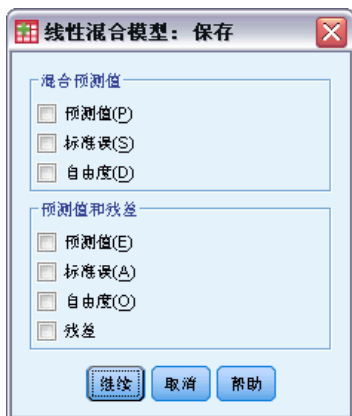 线性混合模型：保存
混合预测值
预测值(P)
标准误(S)
自由度(D)
预测值和残差
预测值(E)
标准误(A)
自由度(O)
残差
继续 取消 帮助